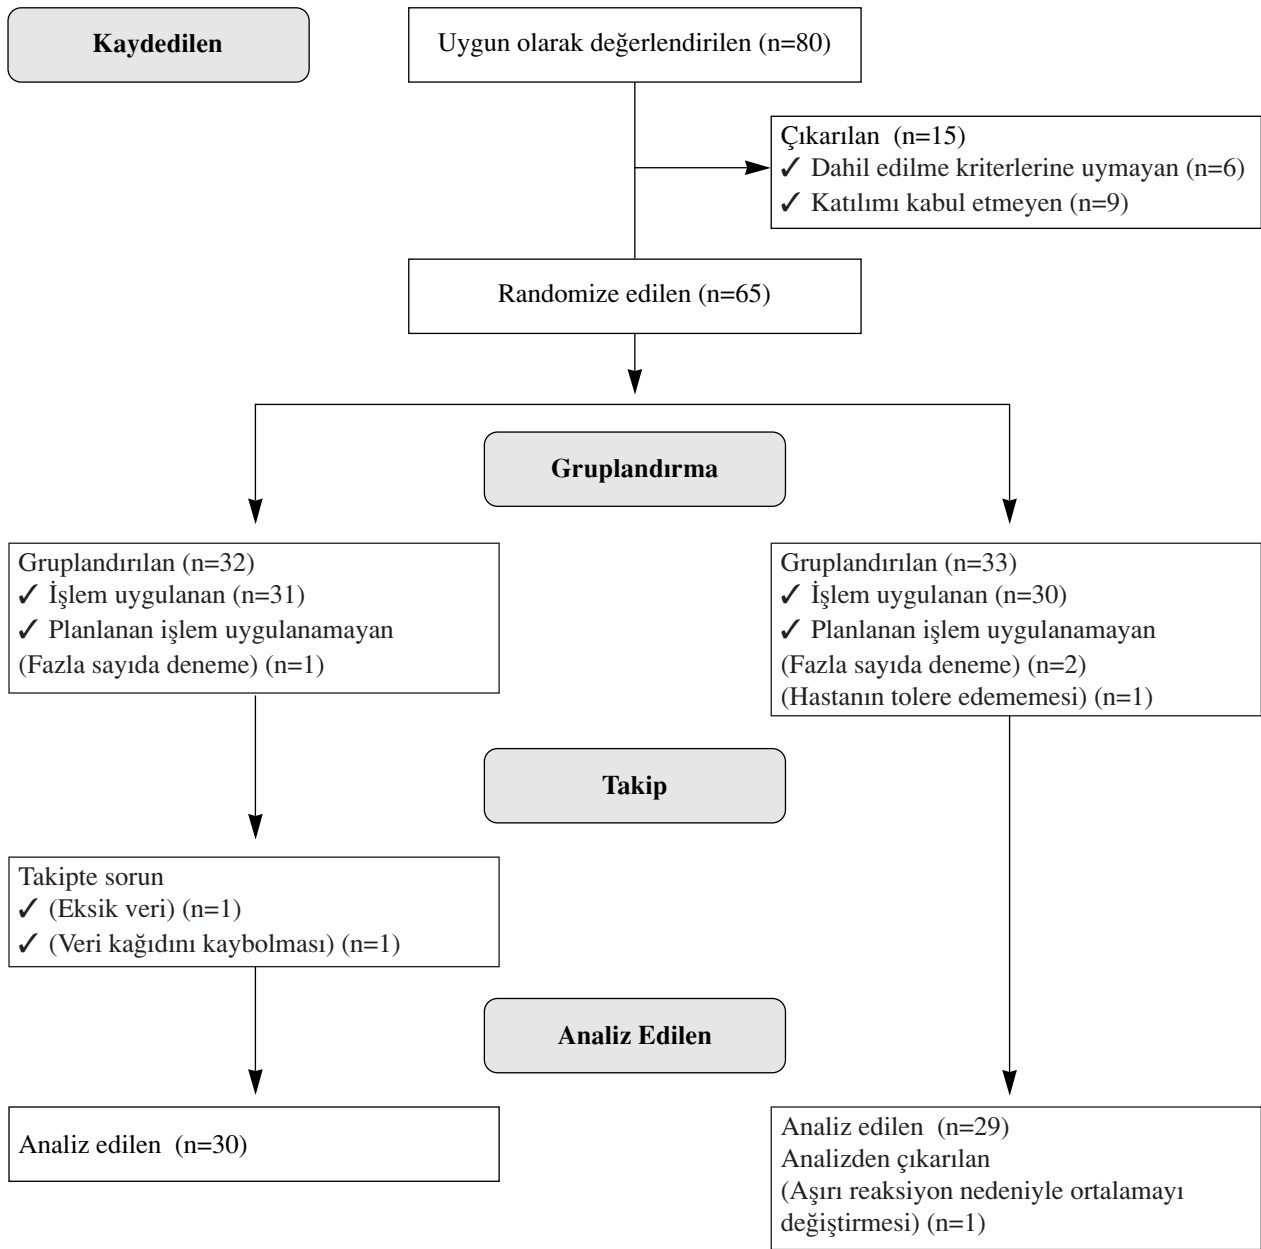 Kaydedilen
Uygun olarak değerlendirilen (n=80)
Çıkarılan (n=15)
✓ Dahil edilme kriterlerine uymayan (n=6)
✓ Katılımı kabul etmeyen (n=9)
Randomize edilen (n=65)
Gruplandırma
Gruplandırılan (n=32)
✓ İşlem uygulanan (n=31)
✓ Planlanan işlem uygulanamayan
(Fazla sayıda deneme) (n=1)
Gruplandırılan (n=33)
✓ İşlem uygulanan (n=30)
✓ Planlanan işlem uygulanamayan
(Fazla sayıda deneme) (n=2)
(Hastanın tolere edememesi) (n=1)
Takip
Takipte sorun
✓ (Eksik veri) (n=1)
✓ (Veri kağıdını kaybolması) (n=1)
Analiz Edilen
Analiz edilen (n=30)
Analiz edilen (n=29)
Analizden çıkarılan
(Aşırı reaksiyon nedeniyle ortalamayı
değiştirmesi) (n=1)